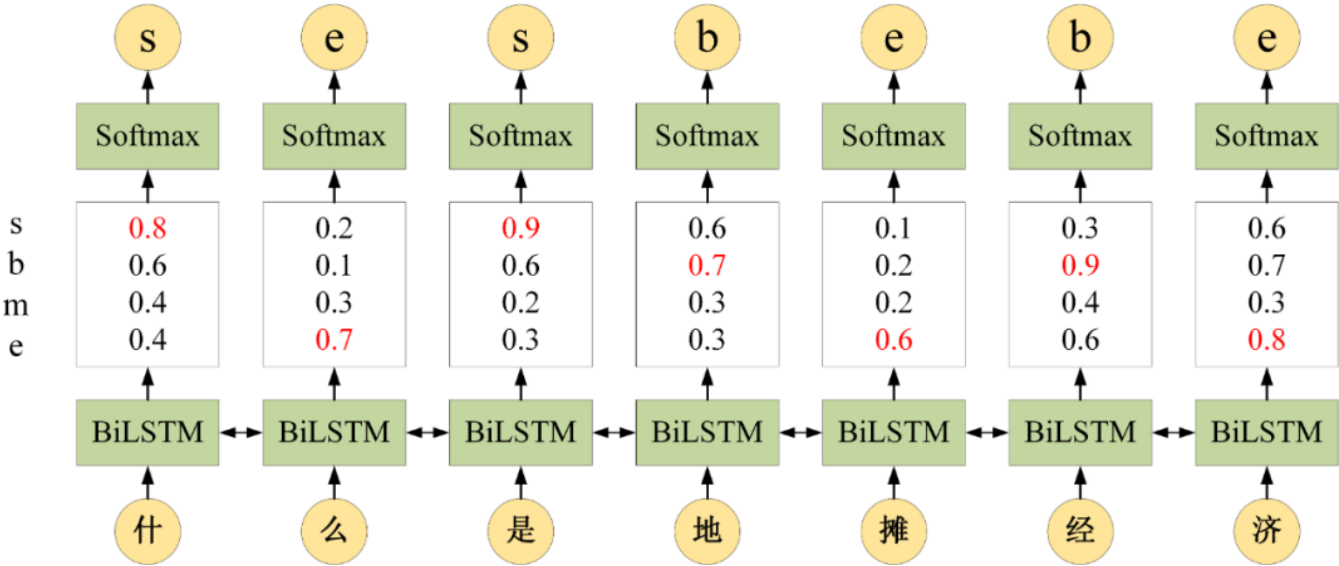 s e s b e b e
Softmax Softmax Softmax Softmax Softmax Softmax Softmax
s 0.8 0.2 0.9 0.6 0.1 0.3 0.6
b 0.6 0.1 0.6 0.7 0.2 0.9 0.7
m 0.4 0.3 0.2 0.3 0.2 0.4 0.3
e 0.4 0.7 0.3 0.3 0.6 0.6 0.8
BiLSTM BiLSTM BiLSTM BiLSTM BiLSTM BiLSTM BiLSTM
什 么 是 地 摊 经 济